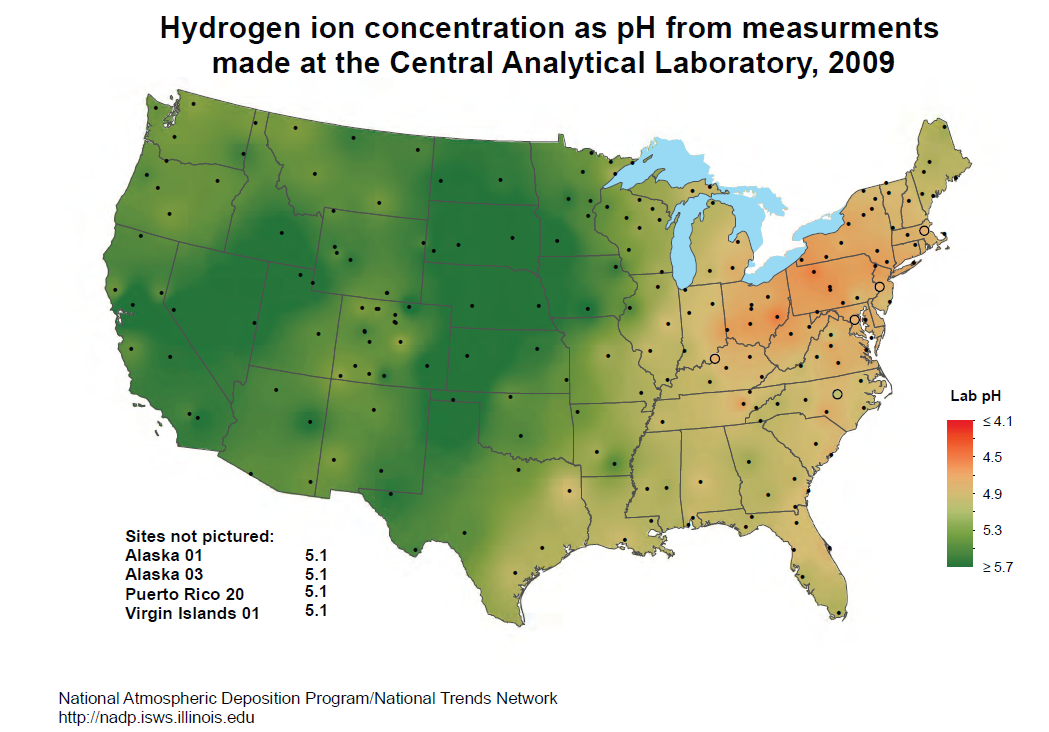 Hydrogen ion concentration as pH from measurments
made at the Central Analytical Laboratory, 2009
Lab pH
≤ 4.1
4.5
4.9
5.3
≥ 5.7
Sites not pictured:
Alaska 01 5.1
Alaska 03 5.1
Puerto Rico 20 5.1
Virgin Islands 01 5.1
National Atmospheric Deposition Program/National Trends Network
http://nadp.isws.illinois.edu